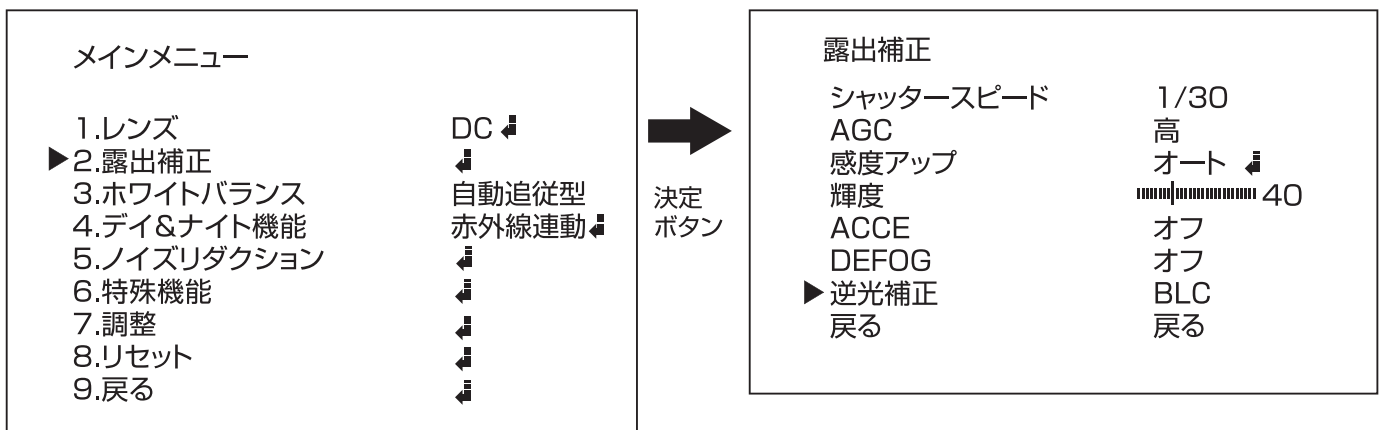 メインメニュー
1.レンズ DC
2.露出補正
3.ホワイトバランス 自動追従型
4.デイ&ナイト機能 赤外線連動
5.ノイズリダクション
6.特殊機能
7.調整
8.リセット
9.戻る
決定
ボタン
露出補正
シャッタースピード 1/30
AGC 高
感度アップ オート
輝度 40
ACCE オフ
DEFOG オフ
逆光補正 BLC
戻る 戻る